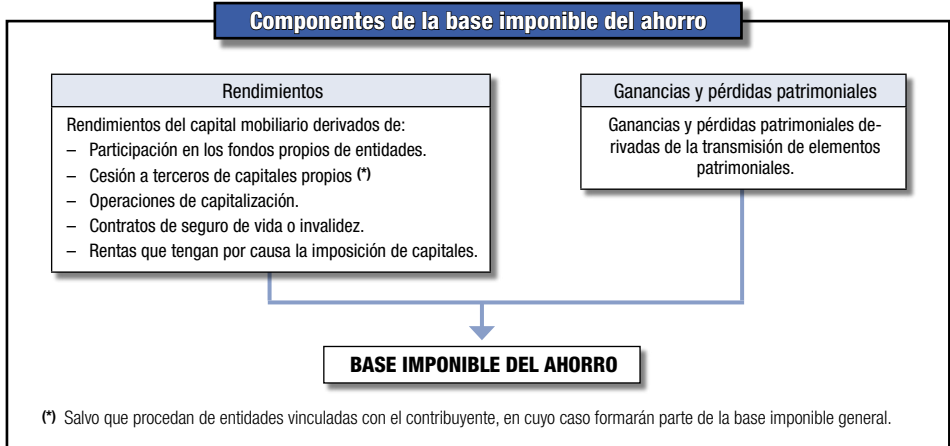 Componentes de la base imponible del ahorro
Rendimientos
Rendimientos del capital mobiliario derivados de:
– Participación en los fondos propios de entidades.
– Cesión a terceros de capitales propios (*)
– Operaciones de capitalización.
– Contratos de seguro de vida o invalidez.
– Rentas que tengan por causa la imposición de capitales.
Ganancias y pérdidas patrimoniales
Ganancias y pérdidas patrimoniales de-
rivadas de la transmisión de elementos
patrimoniales.
BASE IMPONIBLE DEL AHORRO
(*) Salvo que procedan de entidades vinculadas con el contribuyente, en cuyo caso formarán parte de la base imponible general.